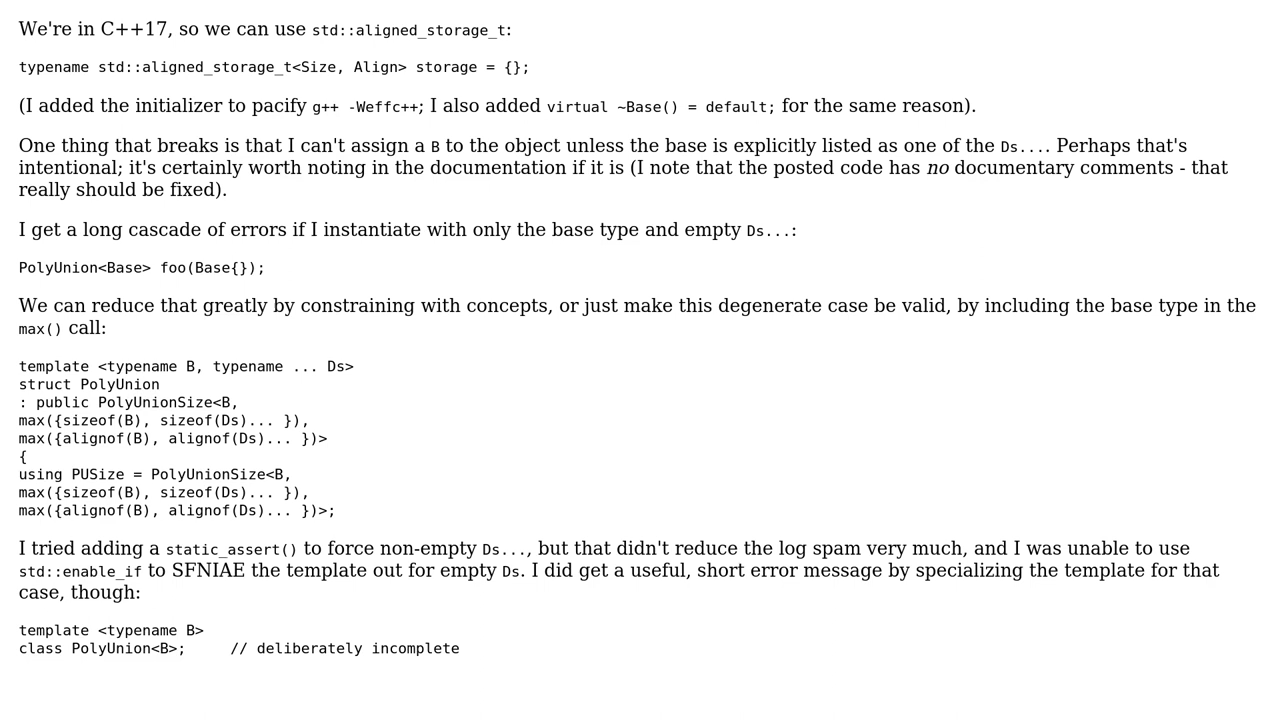 We're in C++17, so we can use std::aligned_storage_t:
typename std::aligned_storage_t<Size, Align> storage = {};
(I added the initializer to pacify g++ -Weffc++; I also added virtual ~Base() = default; for the same reason).
One thing that breaks is that I can't assign a B to the object unless the base is explicitly listed as one of the Ds.... Perhaps that's
intentional; it's certainly worth noting in the documentation if it is (I note that the posted code has no documentary comments - that
really should be fixed).
I get a long cascade of errors if I instantiate with only the base type and empty Ds...:
PolyUnion<Base> foo(Base{});
We can reduce that greatly by constraining with concepts, or just make this degenerate case be valid, by including the base type in the
max() call:
template <typename B, typename ... Ds>
struct PolyUnion
: public PolyUnionSize<B,
max({sizeof(B), sizeof(Ds)... }),
max({alignof(B), alignof(Ds)... })>
{
using PUSize = PolyUnionSize<B,
max({sizeof(B), sizeof(Ds)... }),
max({alignof(B), alignof(Ds)... })>;
I tried adding a static_assert() to force non-empty Ds..., but that didn't reduce the log spam very much, and I was unable to use
std::enable_if to SFNIAE the template out for empty Ds. I did get a useful, short error message by specializing the template for that
case, though:
template <typename B>
class PolyUnion<B>;     // deliberately incomplete